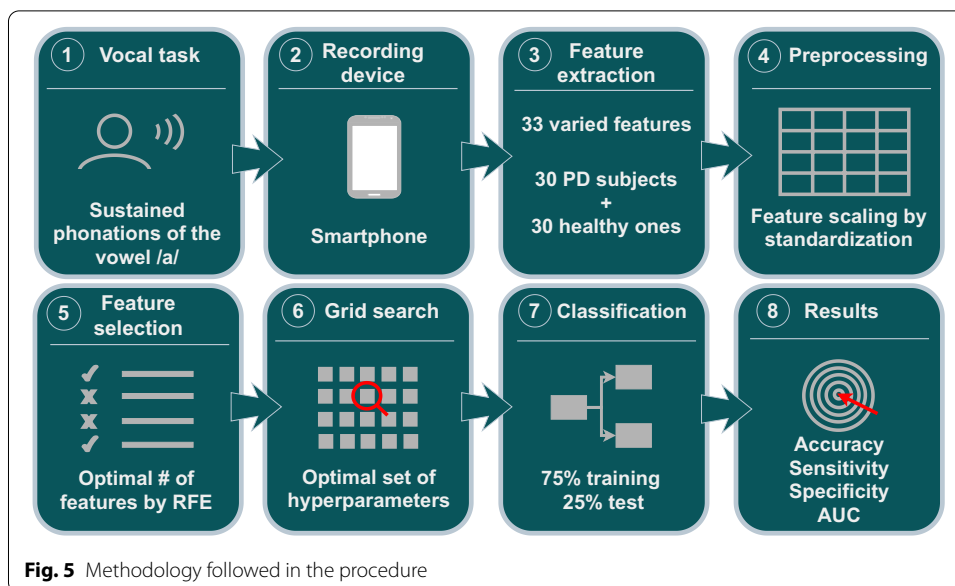 1 Vocal task
Sustained
phonations of the
vowel /a/
2 Recording
device
Smartphone
3 Feature
extraction
33 varied features
30 PD subjects
+
30 healthy ones
4 Preprocessing
Feature scaling by
standardization
5 Feature
selection
Optimal # of
features by RFE
6 Grid search
Optimal set of
hyperparameters
7 Classification
75% training
25% test
8 Results
Accuracy
Sensitivity
Specificity
AUC
Fig. 5 Methodology followed in the procedure